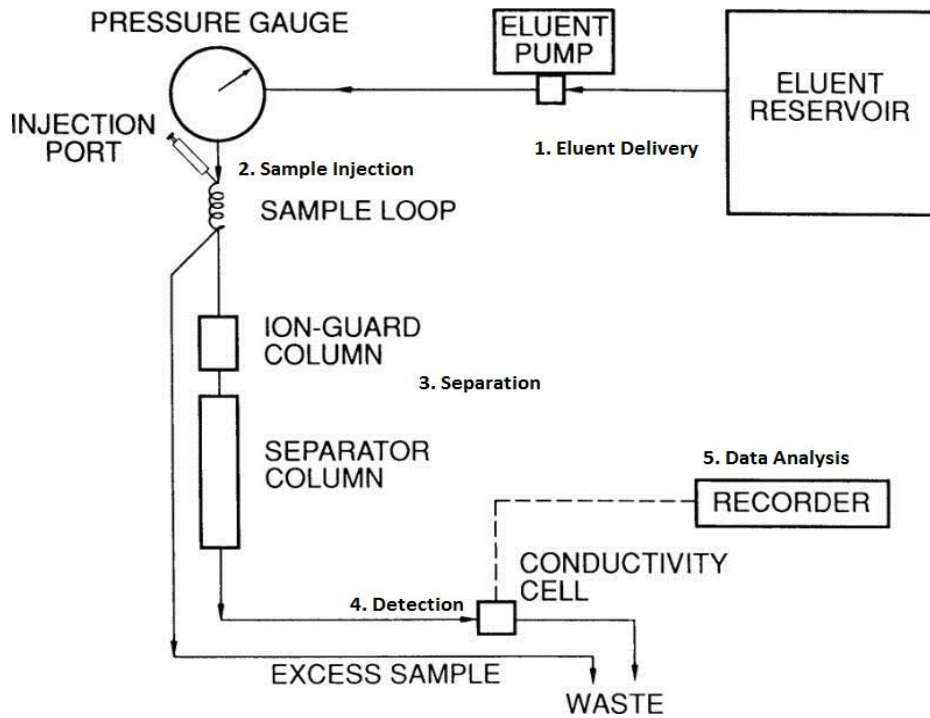 PRESSURE GAUGE
ELUENT
PUMP
ELUENT
RESERVOIR
1. Eluent Delivery
INJECTION
PORT
2. Sample Injection
SAMPLE LOOP
ION-GUARD
COLUMN
3. Separation
SEPARATOR
COLUMN
5. Data Analysis
RECORDER
CONDUCTIVITY
CELL
4. Detection
EXCESS SAMPLE
WASTE